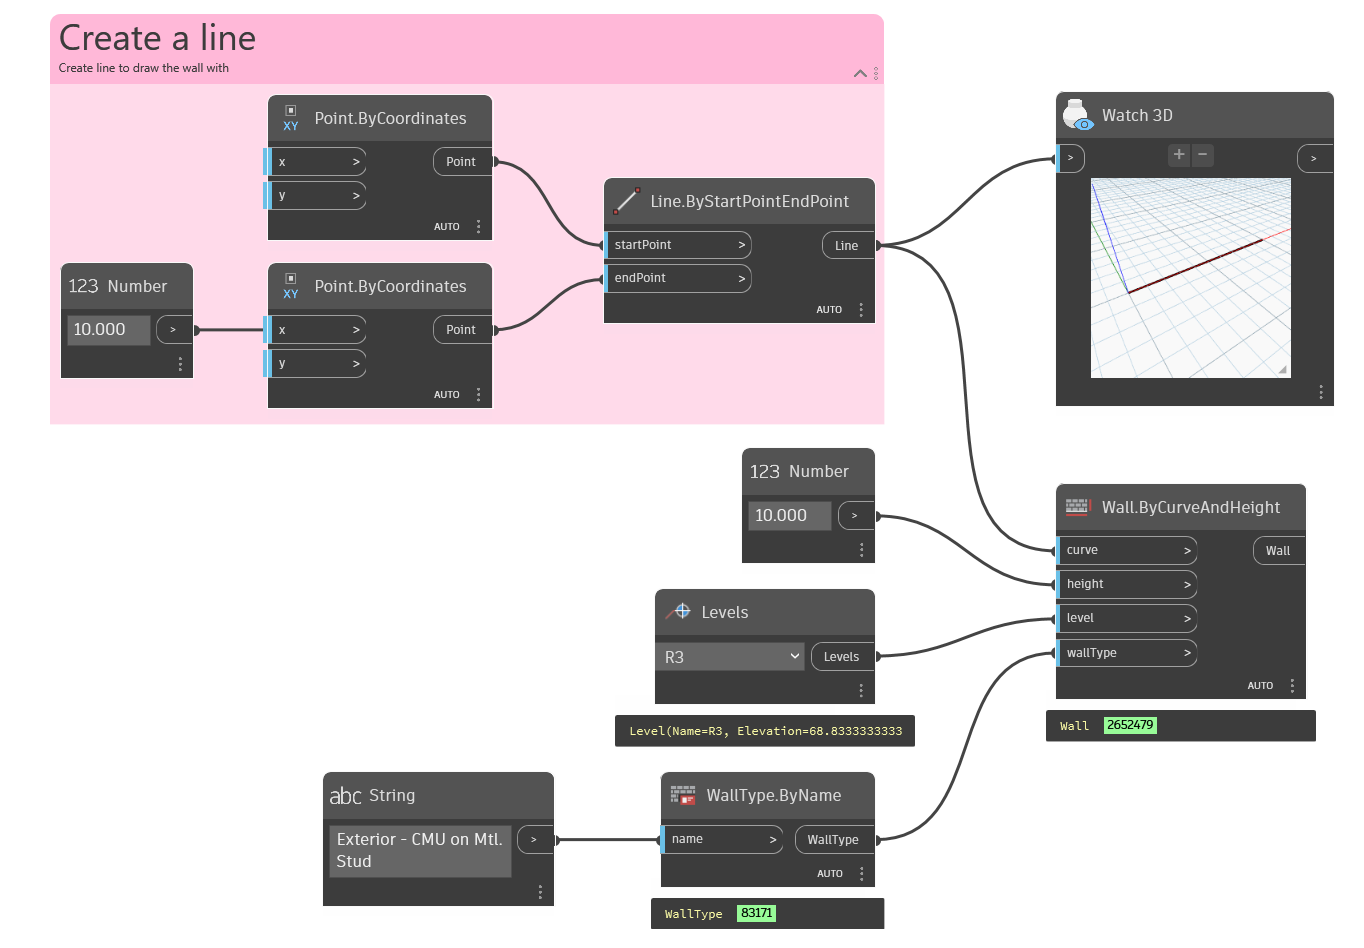 Create a line
Create line to draw the wall with
XY
Point.ByCoordinates
x >
Point
y >
AUTO
123 Number
10.000 >
XY
Point.ByCoordinates
x >
Point
y >
AUTO
Line.ByStartPointEndPoint
startPoint >
Line
endPoint >
AUTO
Watch 3D
>
+ −
>
123 Number
10.000 >
Levels
R3
Levels
Level(Name=R3, Elevation=68.8333333333
abc String
Exterior - CMU on Mtl.
Stud
>
WallType.ByName
name >
WallType
AUTO
WallType 83171
Wall.ByCurveAndHeight
curve >
Wall
height >
level >
wallType >
AUTO
Wall 2652479